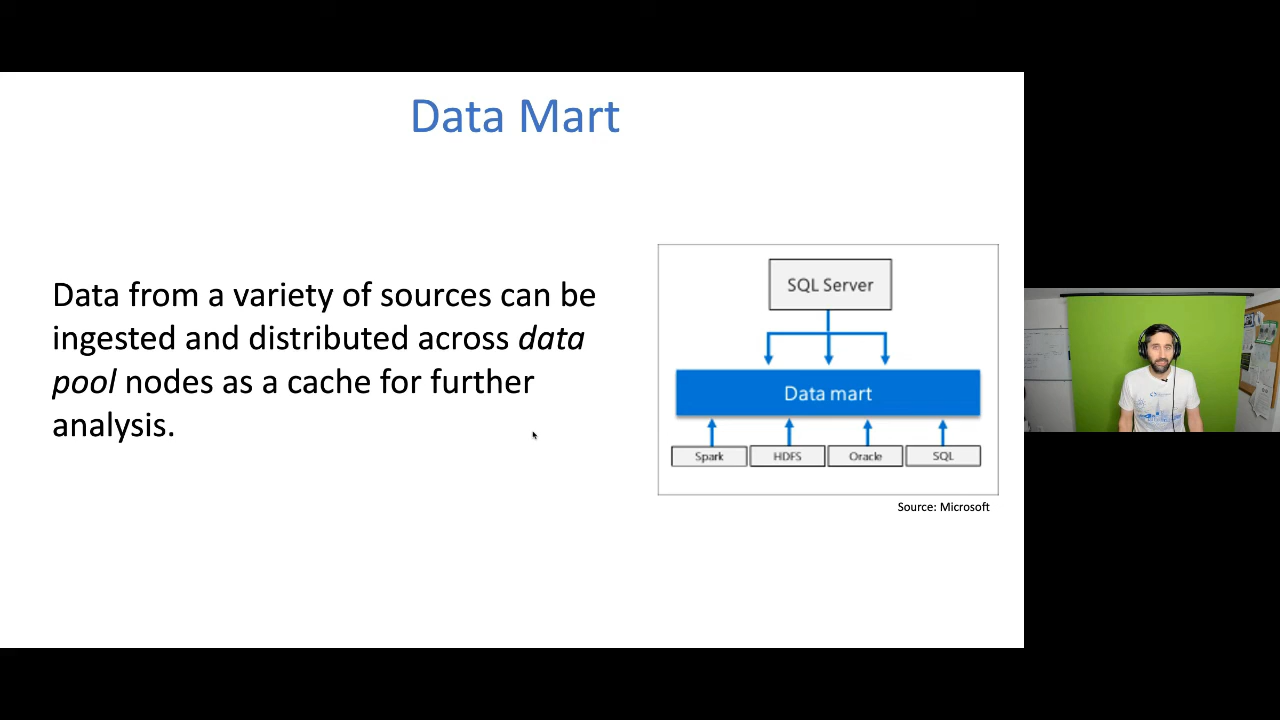 Data Mart
Data from a variety of sources can be
ingested and distributed across data
pool nodes as a cache for further
analysis.
SQL Server
Data mart
Spark HDFS Oracle SQL
Source: Microsoft